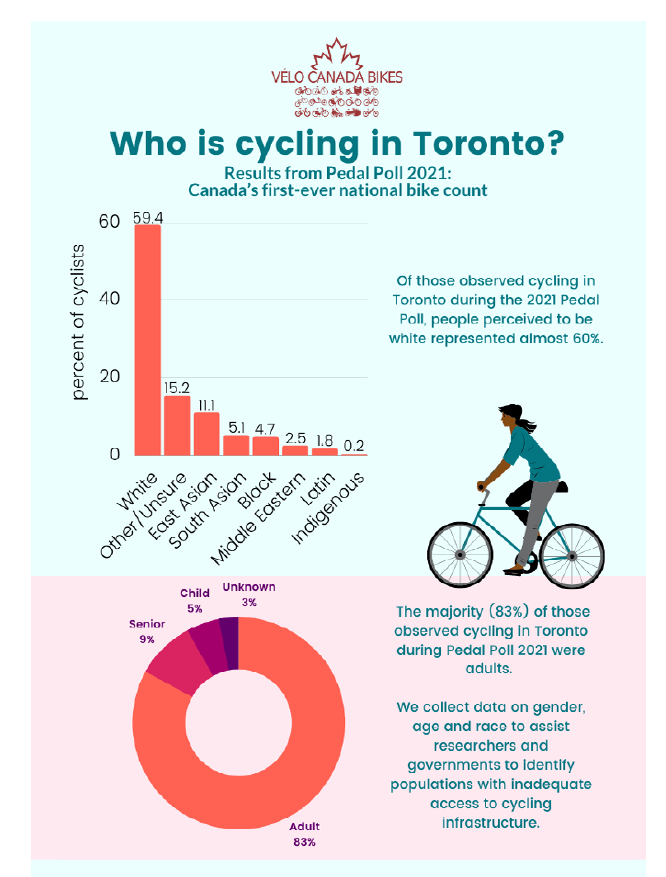 VÉLO CANADA BIKES
Who is cycling in Toronto?
Results from Pedal Poll 2021:
Canada's first-ever national bike count
percent of cyclists
60
40
20
0
59.4
15.2
11.1
5.1
4.7
2.5
1.8
0.2
White
Other/Unsure
East Asian
South Asian
Black
Middle Eastern
Latin
Indigenous
Of those observed cycling in
Toronto during the 2021 Pedal
Poll, people perceived to be
white represented almost 60%.
Unknown
3%
Child
5%
Senior
9%
Adult
83%
The majority (83%) of those
observed cycling in Toronto
during Pedal Poll 2021 were
adults.
We collect data on gender,
age and race to assist
researchers and
governments to identify
populations with inadequate
access to cycling
infrastructure.